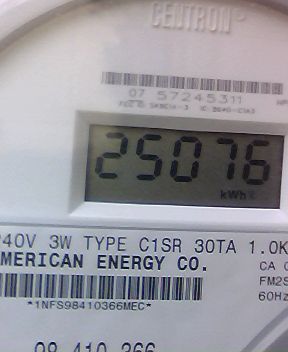 CENTRON
07 57245311
25076
kWh
240V 3W TYPE C1SR 30TA 1.0K
AMERICAN ENERGY CO.
CA
FM2S
60Hz
*1NFS98410366MEC*
98 410 366